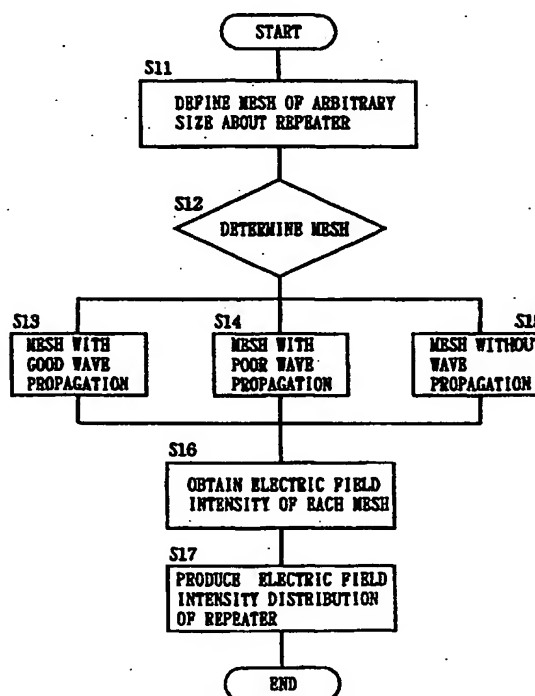 START
S11
DEFINE MESH OF ARBITRARY
SIZE ABOUT REPEATER
S12
DETERMINE MESH
S13
MESH WITH
GOOD WAVE
PROPAGATION
S14
MESH WITH
POOR WAVE
PROPAGATION
S15
MESH WITHOUT
WAVE
PROPAGATION
S16
OBTAIN ELECTRIC FIELD
INTENSITY OF EACH MESH
S17
PRODUCE ELECTRIC FIELD
INTENSITY DISTRIBUTION
OF REPEATER
END